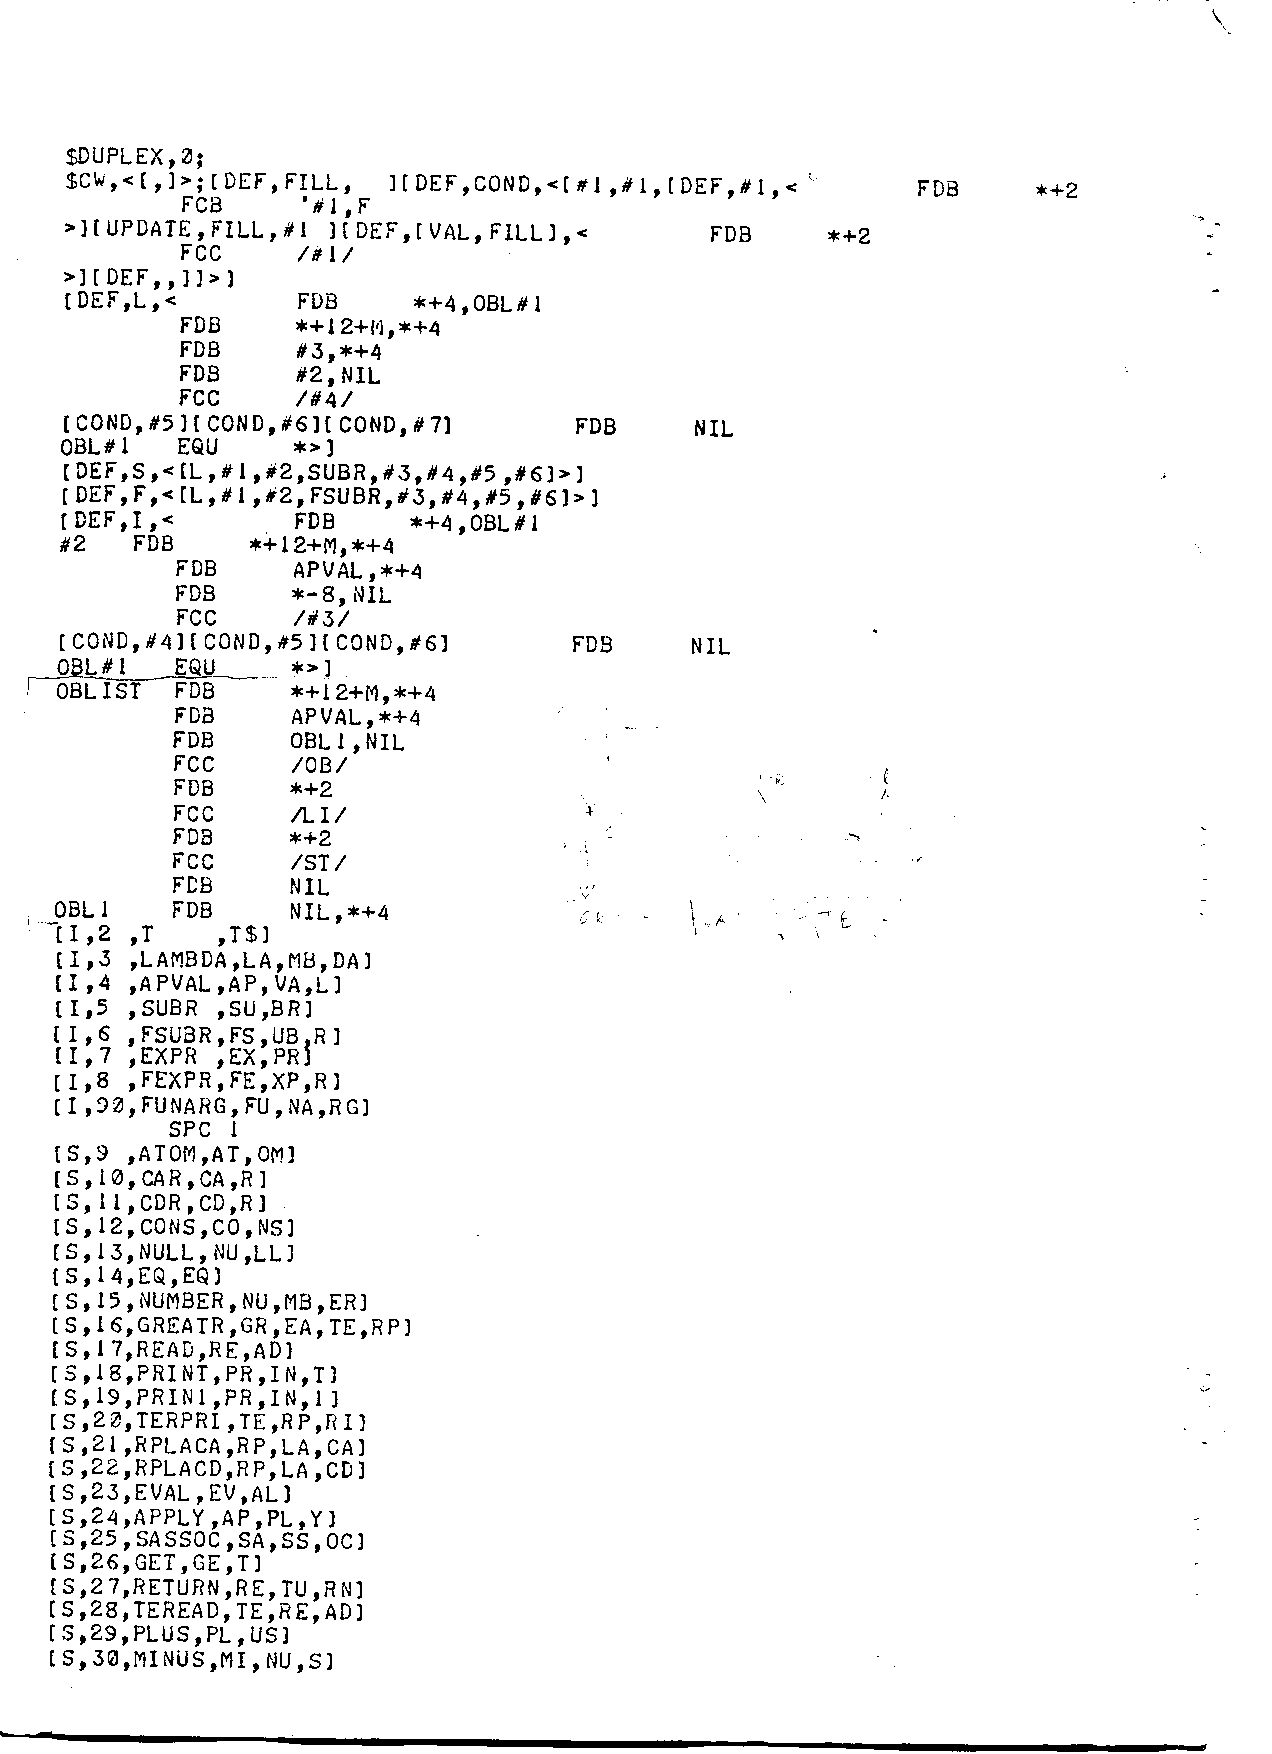 $DUPLEX,0;
$CW,<[,]>;[DEF,FILL,  ][DEF,COND,<[#1,#1,[DEF,#1,<         FDB     *+2
         FCB     '#1,F
>][UPDATE,FILL,#1 ][DEF,[VAL,FILL],<         FDB     *+2
         FCC     /#1/
>][DEF,,]]>]
[DEF,L,<         FDB     *+4,OBL#1
         FDB     *+12+M,*+4
         FDB     #3,*+4
         FDB     #2,NIL
         FCC     /#4/
[COND,#5][COND,#6][COND,#7]         FDB     NIL
OBL#1   EQU     *>]
[DEF,S,<[L,#1,#2,SUBR,#3,#4,#5,#6]>]
[DEF,F,<[L,#1,#2,FSUBR,#3,#4,#5,#6]>]
[DEF,I,<         FDB     *+4,OBL#1
#2   FDB     *+12+M,*+4
         FDB     APVAL,*+4
         FDB     *-8,NIL
         FCC     /#3/
[COND,#4][COND,#5][COND,#6]         FDB     NIL
OBL#1   EQU     *>]
OBLIST  FDB     *+12+M,*+4
         FDB     APVAL,*+4
         FDB     OBL1,NIL
         FCC     /OB/
         FDB     *+2
         FCC     /LI/
         FDB     *+2
         FCC     /ST/
         FDB     NIL
OBL1    FDB     NIL,*+4
[I,2 ,T     ,T$]
[I,3 ,LAMBDA,LA,MB,DA]
[I,4 ,APVAL,AP,VA,L]
[I,5 ,SUBR ,SU,BR]
[I,6 ,FSUBR,FS,UB,R]
[I,7 ,EXPR ,EX,PR]
[I,8 ,FEXPR,FE,XP,R]
[I,90,FUNARG,FU,NA,RG]
         SPC 1
[S,9 ,ATOM,AT,OM]
[S,10,CAR,CA,R]
[S,11,CDR,CD,R]
[S,12,CONS,CO,NS]
[S,13,NULL,NU,LL]
[S,14,EQ,EQ]
[S,15,NUMBER,NU,MB,ER]
[S,16,GREATR,GR,EA,TE,RP]
[S,17,READ,RE,AD]
[S,18,PRINT,PR,IN,T]
[S,19,PRIN1,PR,IN,1]
[S,20,TERPRI,TE,RP,RI]
[S,21,RPLACA,RP,LA,CA]
[S,22,RPLACD,RP,LA,CD]
[S,23,EVAL,EV,AL]
[S,24,APPLY,AP,PL,Y]
[S,25,SASSOC,SA,SS,OC]
[S,26,GET,GE,T]
[S,27,RETURN,RE,TU,RN]
[S,28,TEREAD,TE,RE,AD]
[S,29,PLUS,PL,US]
[S,30,MINUS,MI,NU,S]